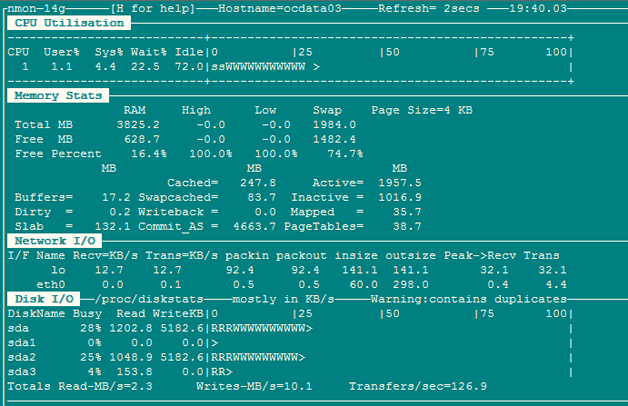 nmon-14g [H for help] Hostname=ocdata03 Refresh= 2secs 19:40.03
CPU Utilisation
CPU User% Sys% Wait% Idle|0 |25 |50 |75 100|
1 1.1 4.4 22.5 72.0|ssWWWWWWWWWWW > |
Memory Stats
RAM High Low Swap Page Size=4 KB
Total MB 3825.2 -0.0 -0.0 1984.0
Free MB 628.7 -0.0 -0.0 1482.4
Free Percent 16.4% 100.0% 100.0% 74.7%
MB MB MB
Cached= 247.8 Active= 1957.5
Buffers= 17.2 Swapcached= 83.7 Inactive = 1016.9
Dirty = 0.2 Writeback = 0.0 Mapped = 35.7
Slab = 132.1 Commit_AS = 4663.7 PageTables= 38.7
Network I/O
I/F Name Recv=KB/s Trans=KB/s packin packout insize outsize Peak->Recv Trans
lo 12.7 12.7 92.4 92.4 141.1 141.1 32.1 32.1
eth0 0.0 0.1 0.5 0.5 60.0 298.0 0.4 4.4
Disk I/O /proc/diskstats mostly in KB/s Warning:contains duplicates
DiskName Busy Read WriteKB|0 |25 |50 |75 100|
sda 28% 1202.8 5182.6|RRRWWWWWWWWWWW> |
sda1 0% 0.0 0.0|> |
sda2 25% 1048.9 5182.6|RRRWWWWWWWWWW> |
sda3 4% 153.8 0.0|RR> |
Totals Read-MB/s=2.3 Writes-MB/s=10.1 Transfers/sec=126.9